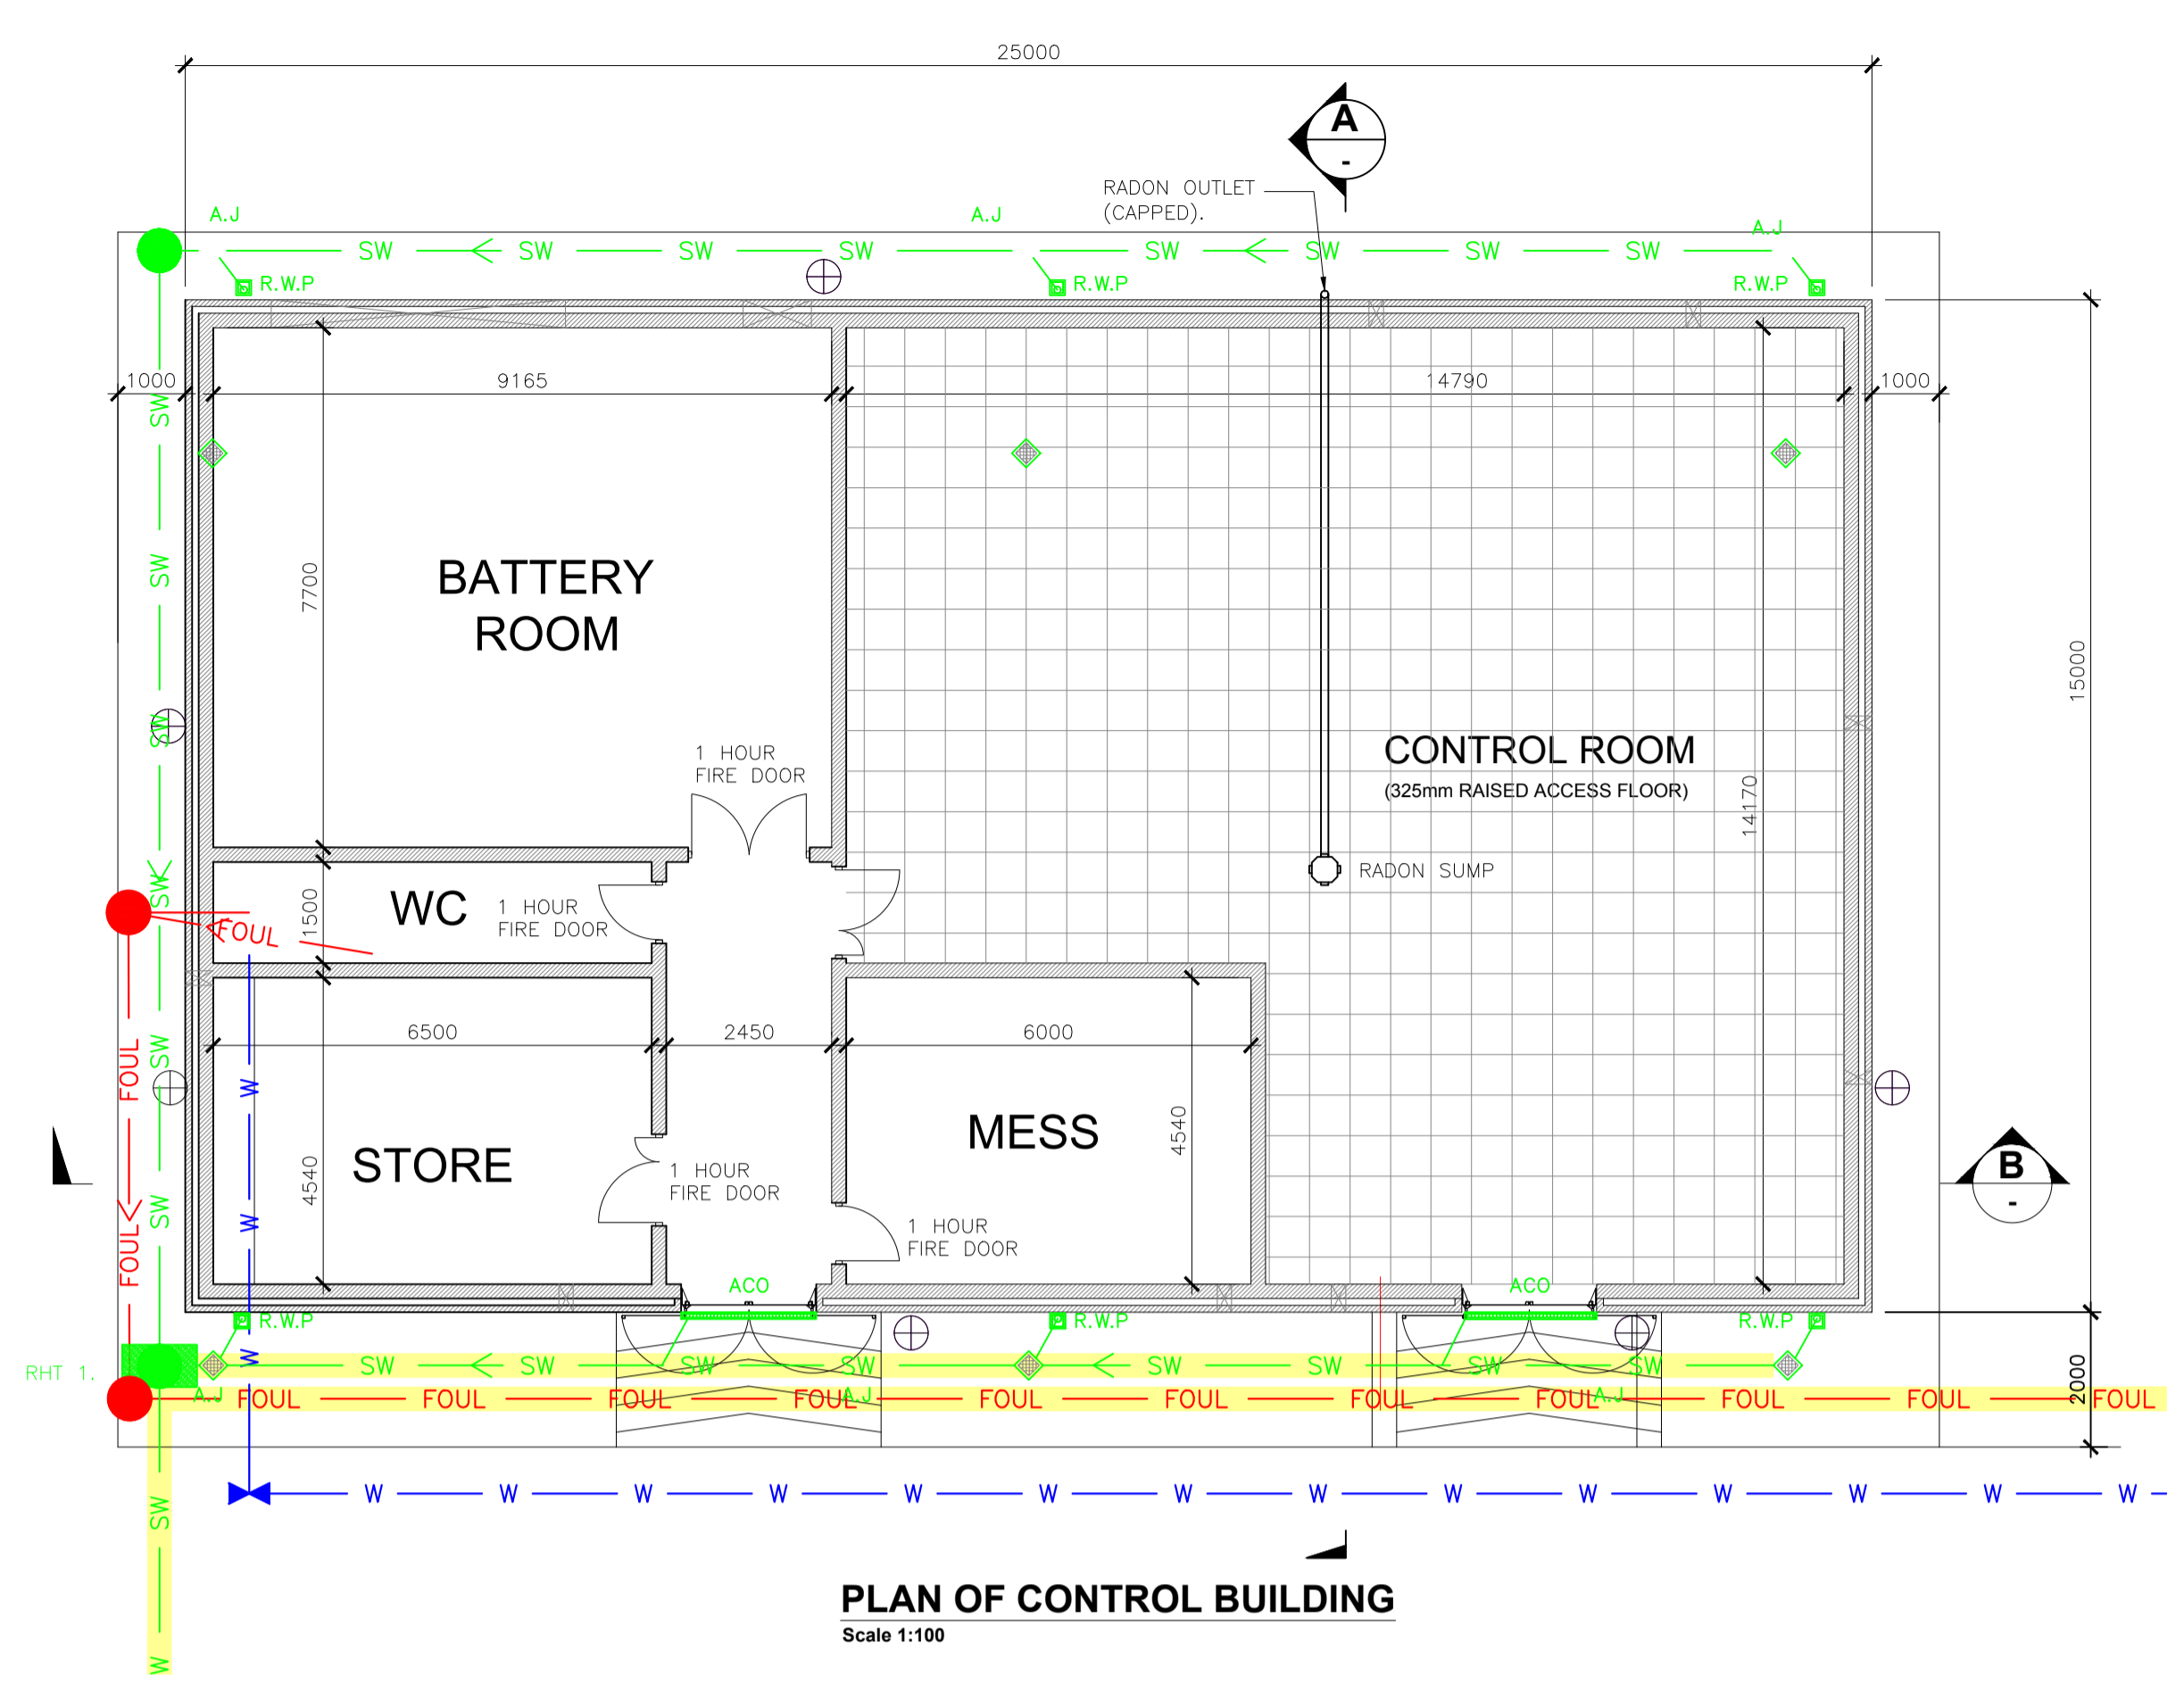 25000
A
-
RADON OUTLET
(CAPPED).
A.J
A.J
A.J
SW SW SW SW SW SW SW SW
R.W.P
R.W.P
R.W.P
1000
9165
14790
1000
SW
SW
SW
SW
SW
SW
SW
7700
BATTERY
ROOM
15000
CONTROL ROOM
(325mm RAISED ACCESS FLOOR)
14170
1 HOUR
FIRE DOOR
RADON SUMP
WC
1500
1 HOUR
FIRE DOOR
FOUL
6500
2450
6000
FOUL
W
W
W
STORE
4540
MESS
4540
1 HOUR
FIRE DOOR
1 HOUR
FIRE DOOR
B
-
FOUL
ACO
ACO
R.W.P
R.W.P
R.W.P
RHT 1.
SW SW SW SW SW SW SW SW SW
A.J
A.J
A.J
FOUL FOUL FOUL FOUL FOUL FOUL FOUL FOUL FOUL FOUL FOUL
2000
W W W W W W W W W W W W W W
SW
W
PLAN OF CONTROL BUILDING
Scale 1:100